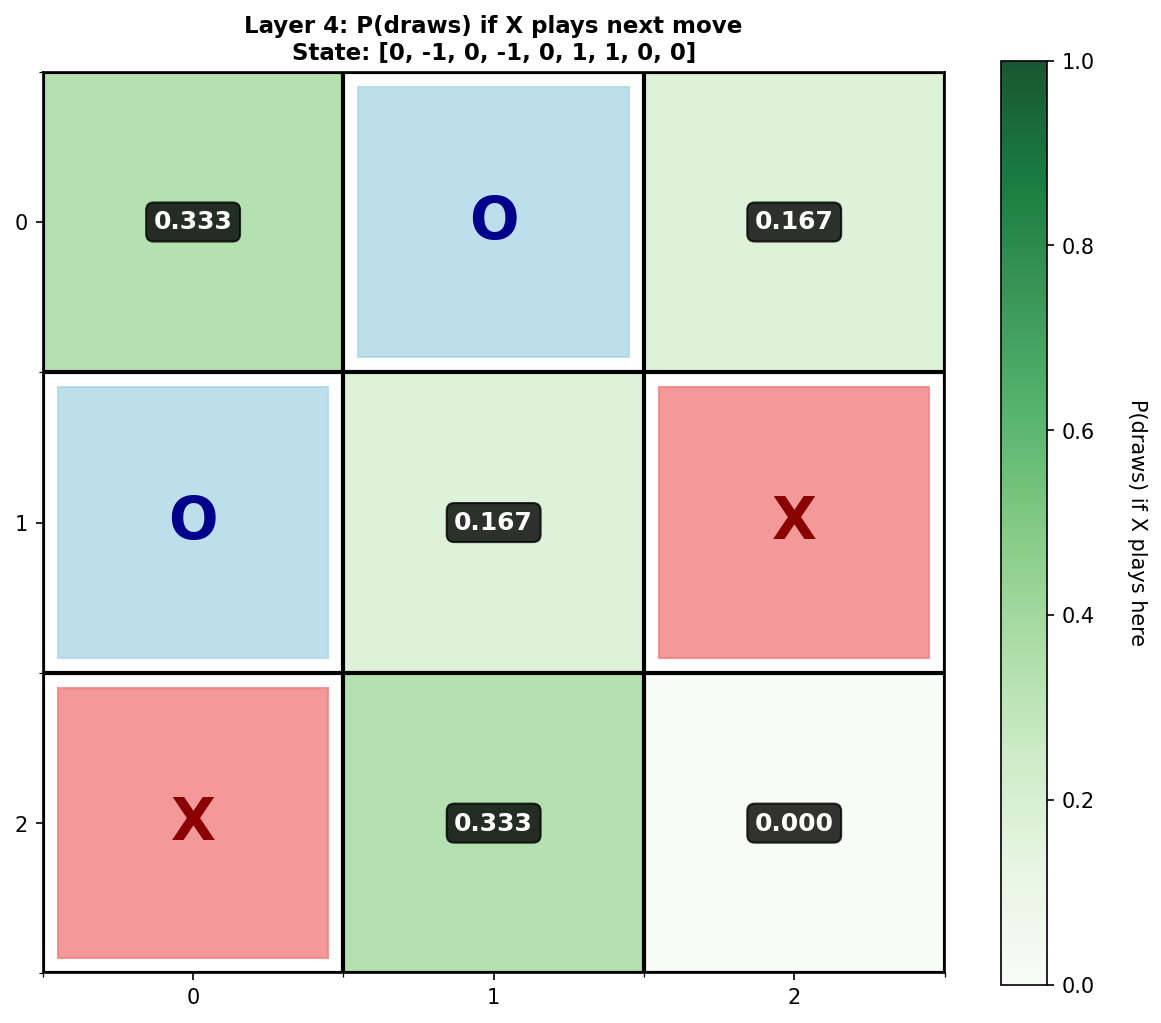 Layer 4: P(draws) if X plays next move
State: [0, -1, 0, -1, 0, 1, 1, 0, 0]
0
0.333
O
0.167
1
O
0.167
X
2
X
0.333
0.000
0
1
2
1.0
0.8
0.6
0.4
0.2
0.0
P(draws) if X plays here